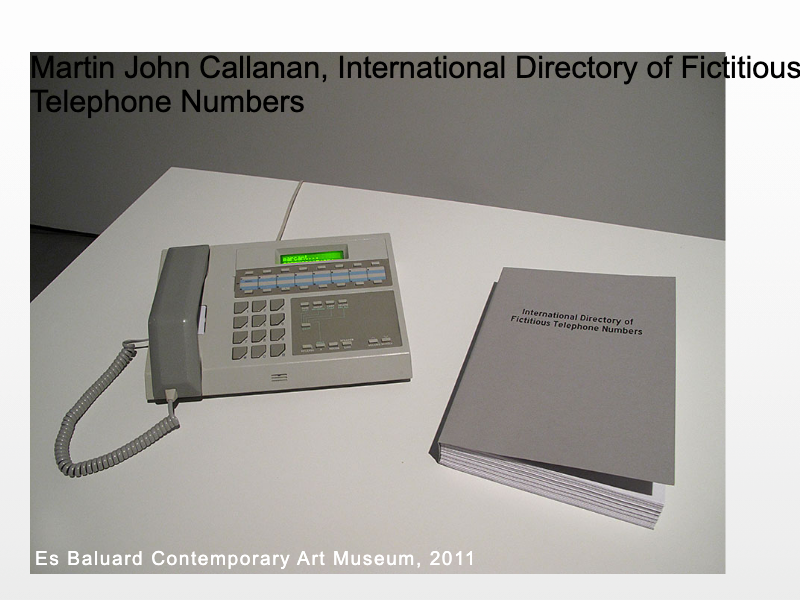 Martin John Callanan, International Directory of Fictitious
Telephone Numbers
marcant...
International Directory of
Fictitious Telephone Numbers
Es Baluard Contemporary Art Museum, 2011